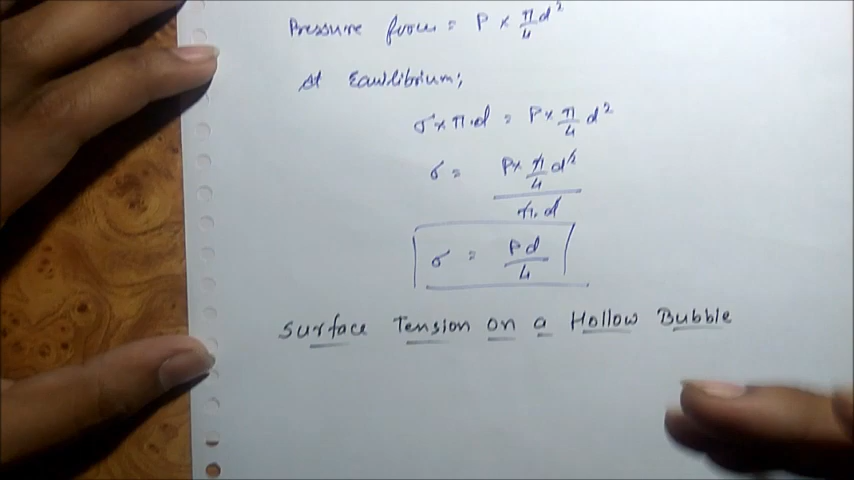 Pressure force = P × π/4 d²
At Equilibrium;
σ × π.d = P × π/4 d²
σ = P × π/4 d² / π.d
σ = Pd/4
Surface Tension on a Hollow Bubble